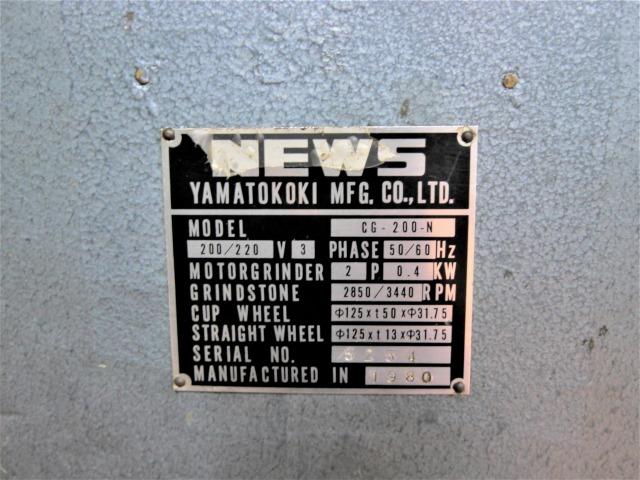 NEWS
YAMATOKOKI MFG. CO., LTD.
MODEL CG-200-N
200/220 V 3 PHASE 50/60 Hz
MOTORGRINDER 2 P 0.4 KW
GRINDSTONE 2850/3440 RPM
CUP WHEEL Φ125×t50×Φ31.75
STRAIGHT WHEEL Φ125×t13×Φ31.75
SERIAL NO.
MANUFACTURED IN 1980